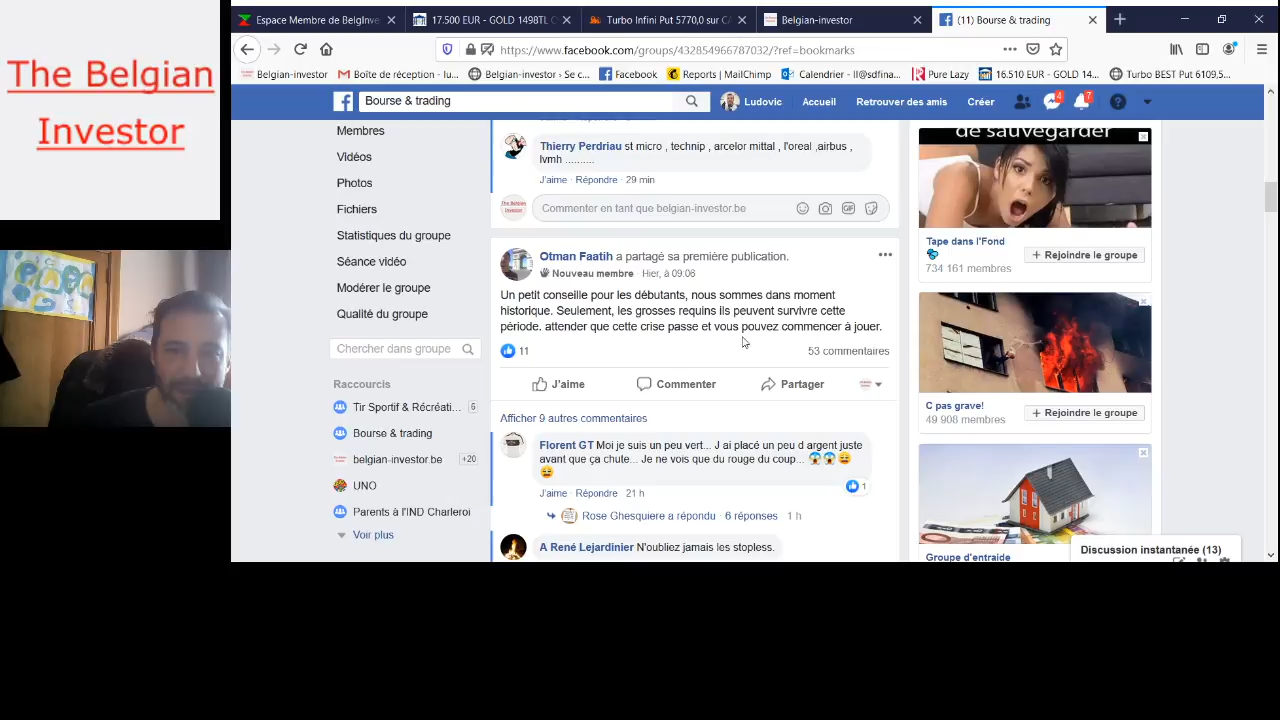 The Belgian
Investor
Espace Membre de BelgInve
17.500 EUR - GOLD 1498TL C
Turbo Infini Put 5770,0 sur CA
Belgian-investor
(11) Bourse & trading
https://www.facebook.com/groups/432854966787032/?ref=bookmarks
Belgian-investor
Boîte de réception - lu...
Belgian-investor › Se c...
Facebook
Reports | MailChimp
Calendrier - ll@sdfina...
Pure Lazy
16.510 EUR - GOLD 14...
Turbo BEST Put 6109,5...
Bourse & trading
Ludovic
Accueil
Retrouver des amis
Créer
4
7
Membres
Vidéos
Photos
Fichiers
Statistiques du groupe
Séance vidéo
Modérer le groupe
Qualité du groupe
Chercher dans groupe
Raccourcis
Tir Sportif & Récréati... 6
Bourse & trading
belgian-investor.be +20
UNO
Parents à l'IND Charleroi
Voir plus
Thierry Perdriau st micro , technip , arcelor mittal , l'oreal ,airbus ,
lvmh ..........
J'aime · Répondre · 29 min
The Belgian
Investor
Commenter en tant que belgian-investor.be
GIF
Otman Faatih a partagé sa première publication.
Nouveau membre · Hier, à 09:06
Un petit conseille pour les débutants, nous sommes dans moment
historique. Seulement, les grosses requins ils peuvent survivre cette
période. attender que cette crise passe et vous pouvez commencer à jouer.
11
53 commentaires
J'aime
Commenter
Partager
Afficher 9 autres commentaires
Florent GT Moi je suis un peu vert... J ai placé un peu d argent juste
avant que ça chute... Je ne vois que du rouge du coup...
1
J'aime · Répondre · 21 h
Rose Ghesquiere a répondu · 6 réponses 1 h
A René Lejardinier N'oubliez jamais les stopless.
de sauvegarder
Tape dans l'Fond
734 161 membres
+ Rejoindre le groupe
C pas grave!
49 908 membres
+ Rejoindre le groupe
Groupe d'entraide
Discussion instantanée (13)